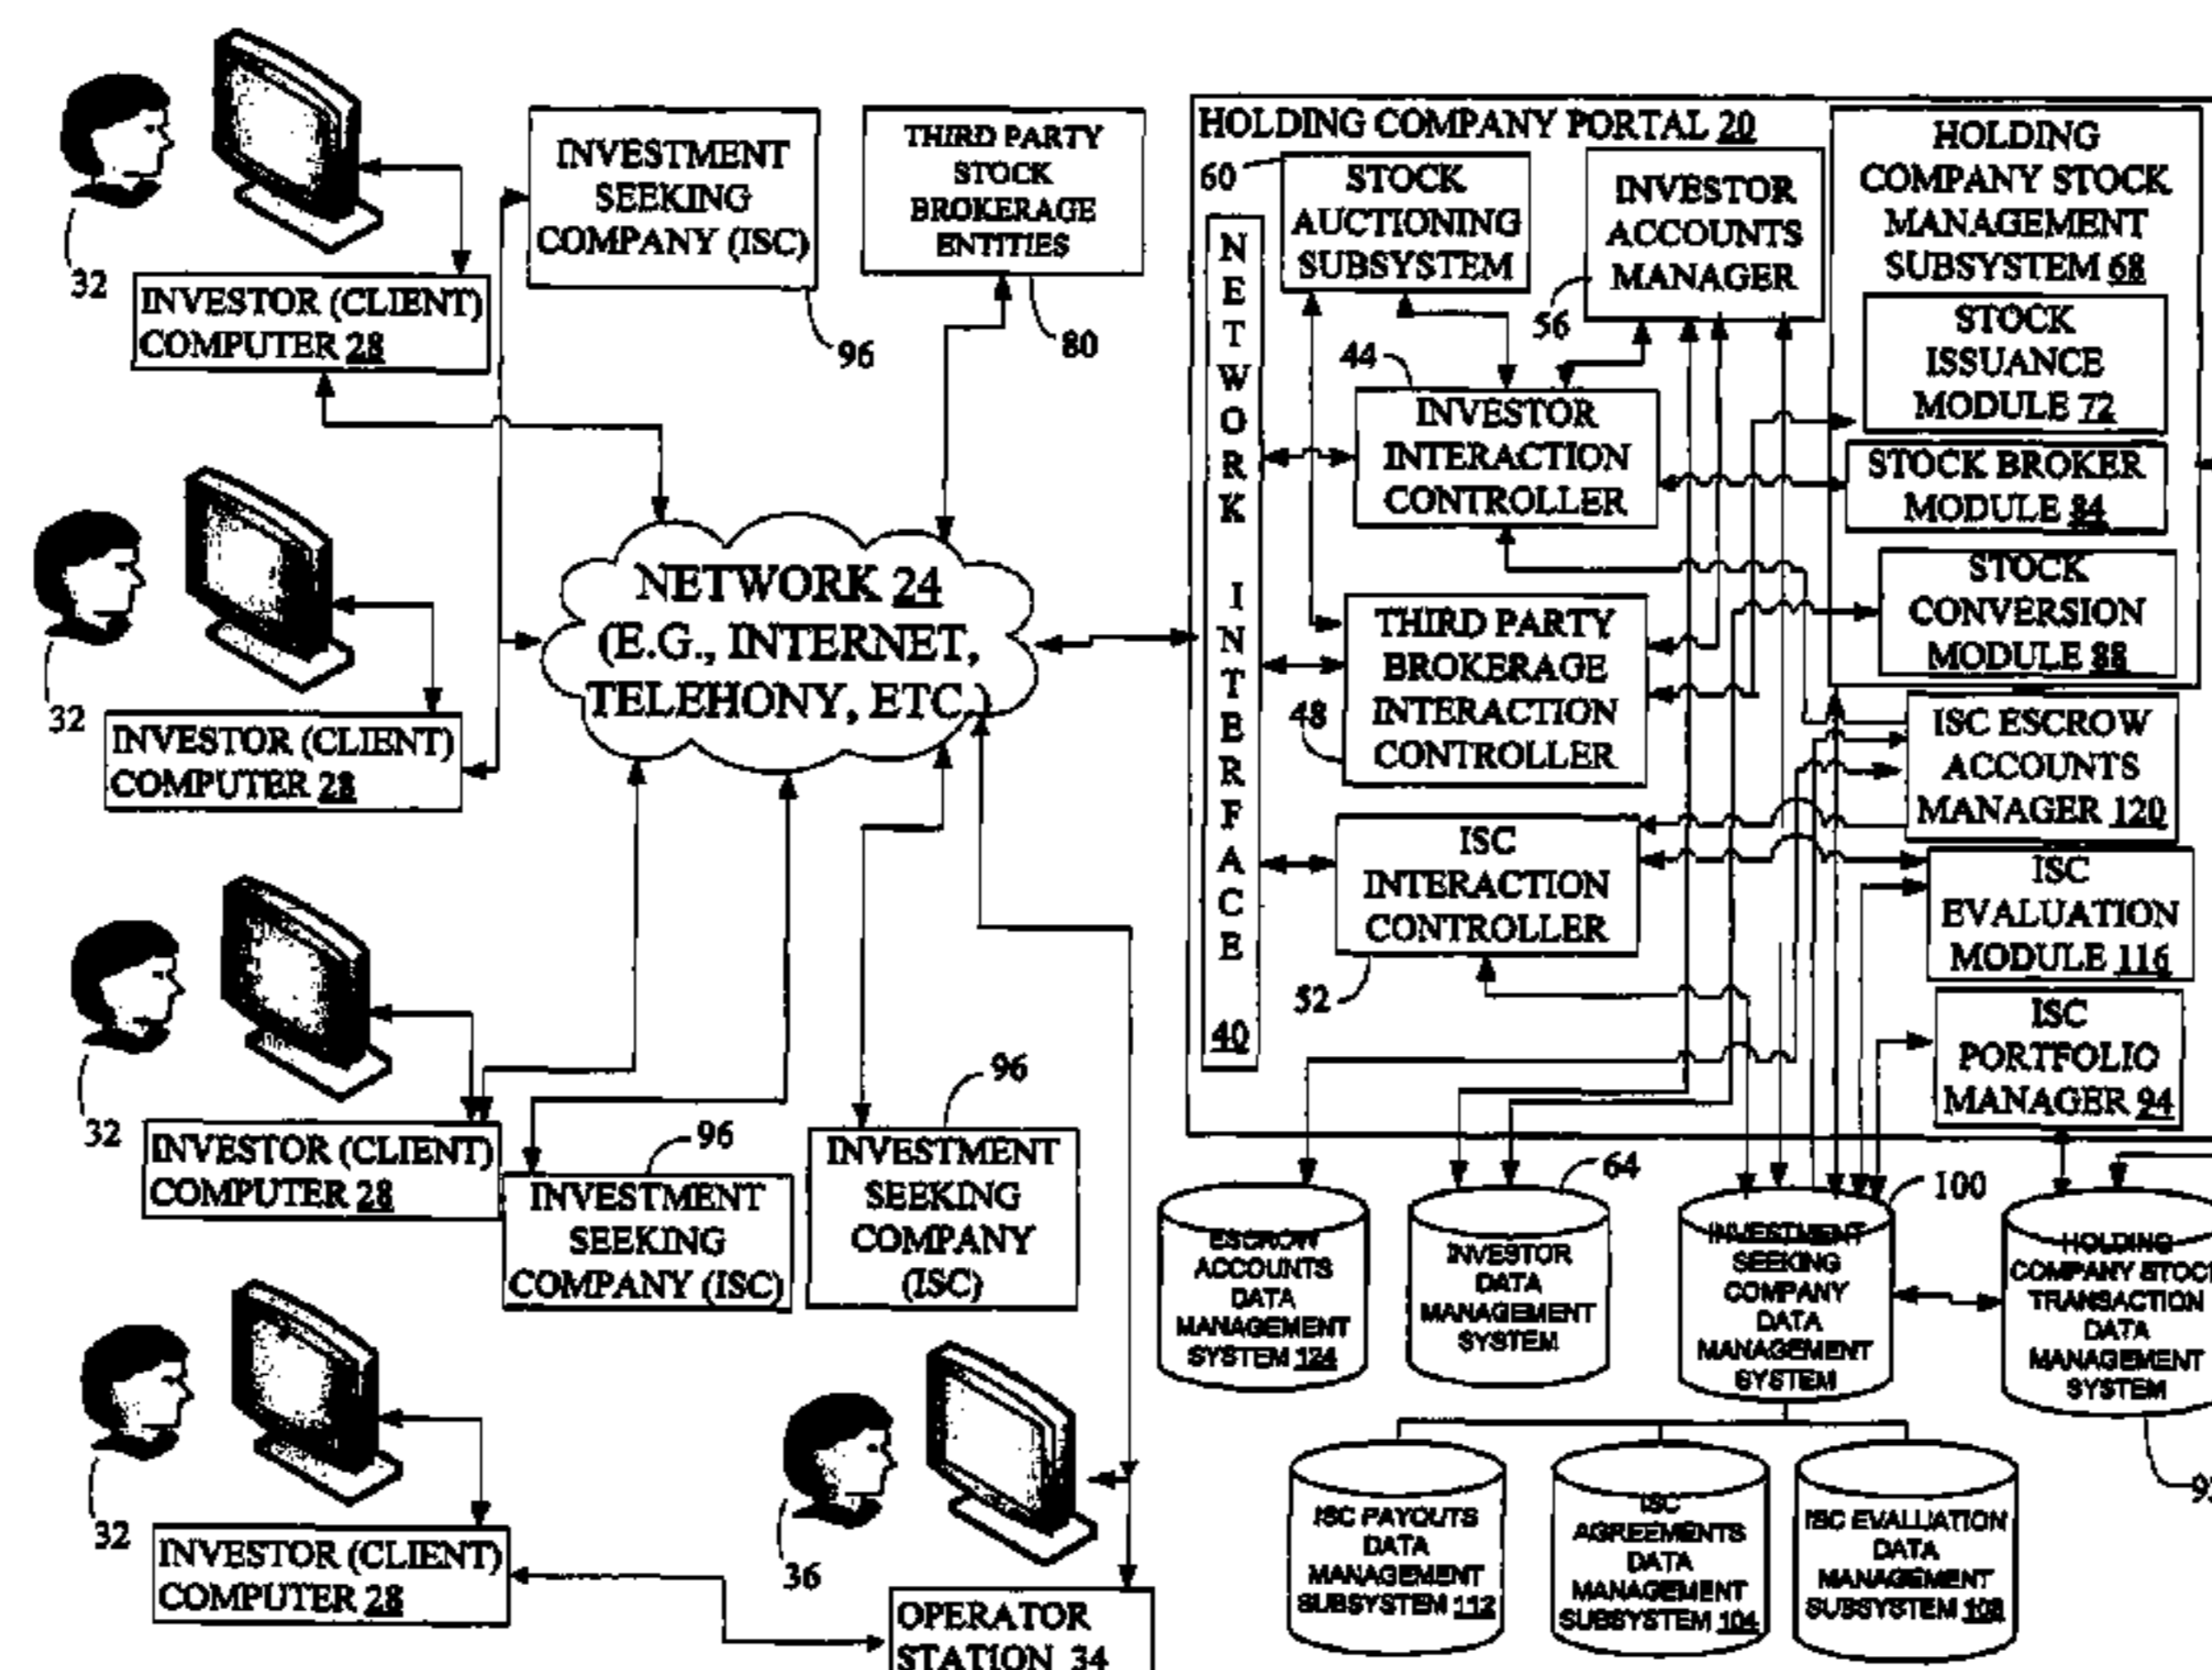 32
INVESTOR (CLIENT)
COMPUTER 28
INVESTMENT
SEEKING
COMPANY (ISC)
96
THIRD PARTY
STOCK
BROKERAGE
ENTITIES
80
32
INVESTOR (CLIENT)
COMPUTER 28
NETWORK 24
(E.G., INTERNET,
TELEHONY, ETC.)
32
INVESTOR (CLIENT)
COMPUTER 28
96
INVESTMENT
SEEKING
COMPANY (ISC)
96
INVESTMENT
SEEKING
COMPANY
(ISC)
32
INVESTOR (CLIENT)
COMPUTER 28
36
OPERATOR
STATION 34
HOLDING COMPANY PORTAL 20
NETWORK INTERFACE
40
60
STOCK
AUCTIONING
SUBSYSTEM
INVESTOR
ACCOUNTS
MANAGER
56
HOLDING
COMPANY STOCK
MANAGEMENT
SUBSYSTEM 68
STOCK
ISSUANCE
MODULE 72
STOCK BROKER
MODULE 84
STOCK
CONVERSION
MODULE 88
44
INVESTOR
INTERACTION
CONTROLLER
THIRD PARTY
BROKERAGE
INTERACTION
CONTROLLER
48
ISC
INTERACTION
CONTROLLER
52
ISC ESCROW
ACCOUNTS
MANAGER 120
ISC
EVALUATION
MODULE 116
ISC
PORTFOLIO
MANAGER 94
ESCROW
ACCOUNTS
DATA
MANAGEMENT
SYSTEM 124
64
INVESTOR
DATA
MANAGEMENT
SYSTEM
100
INVESTMENT
SEEKING
COMPANY
DATA
MANAGEMENT
SYSTEM
HOLDING
COMPANY STOC
TRANSACTION
DATA
MANAGEMENT
SYSTEM
ISC PAYOUTS
DATA
MANAGEMENT
SUBSYSTEM 112
ISC
AGREEMENTS
DATA
MANAGEMENT
SUBSYSTEM 104
ISC EVALUATION
DATA
MANAGEMENT
SUBSYSTEM 108